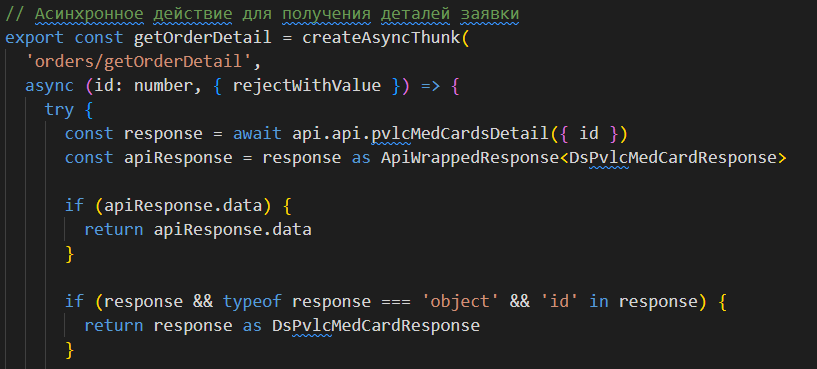 // Асинхронное действие для получения деталей заявки
export const getOrderDetail = createAsyncThunk(
'orders/getOrderDetail',
async (id: number, { rejectWithValue }) => {
try {
const response = await api.api.pvlcMedCardsDetail({ id })
const apiResponse = response as ApiWrappedResponse<DsPvlcMedCardResponse>
if (apiResponse.data) {
return apiResponse.data
}
if (response && typeof response === 'object' && 'id' in response) {
return response as DsPvlcMedCardResponse
}